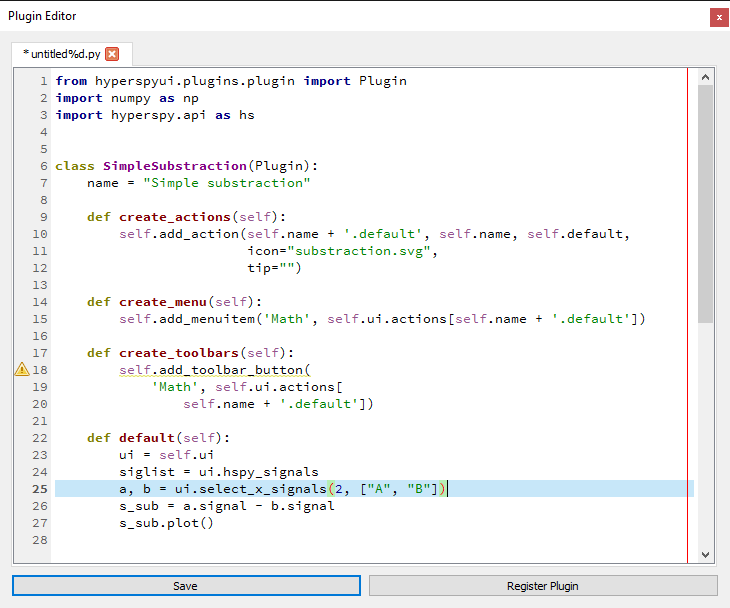 Plugin Editor
x
*untitled%d.py
1 from hyperspyui.plugins.plugin import Plugin
2 import numpy as np
3 import hyperspy.api as hs
4
5
6 class SimpleSubstraction(Plugin):
7     name = "Simple substraction"
8
9     def create_actions(self):
10         self.add_action(self.name + '.default', self.name, self.default,
11                         icon="substraction.svg",
12                         tip="")
13
14     def create_menu(self):
15         self.add_menuitem('Math', self.ui.actions[self.name + '.default'])
16
17     def create_toolbars(self):
18         self.add_toolbar_button(
19             'Math', self.ui.actions[
20                 self.name + '.default'])
21
22     def default(self):
23         ui = self.ui
24         siglist = ui.hspy_signals
25         a, b = ui.select_x_signals(2, ["A", "B"])
26         s_sub = a.signal - b.signal
27         s_sub.plot()
28
Save
Register Plugin